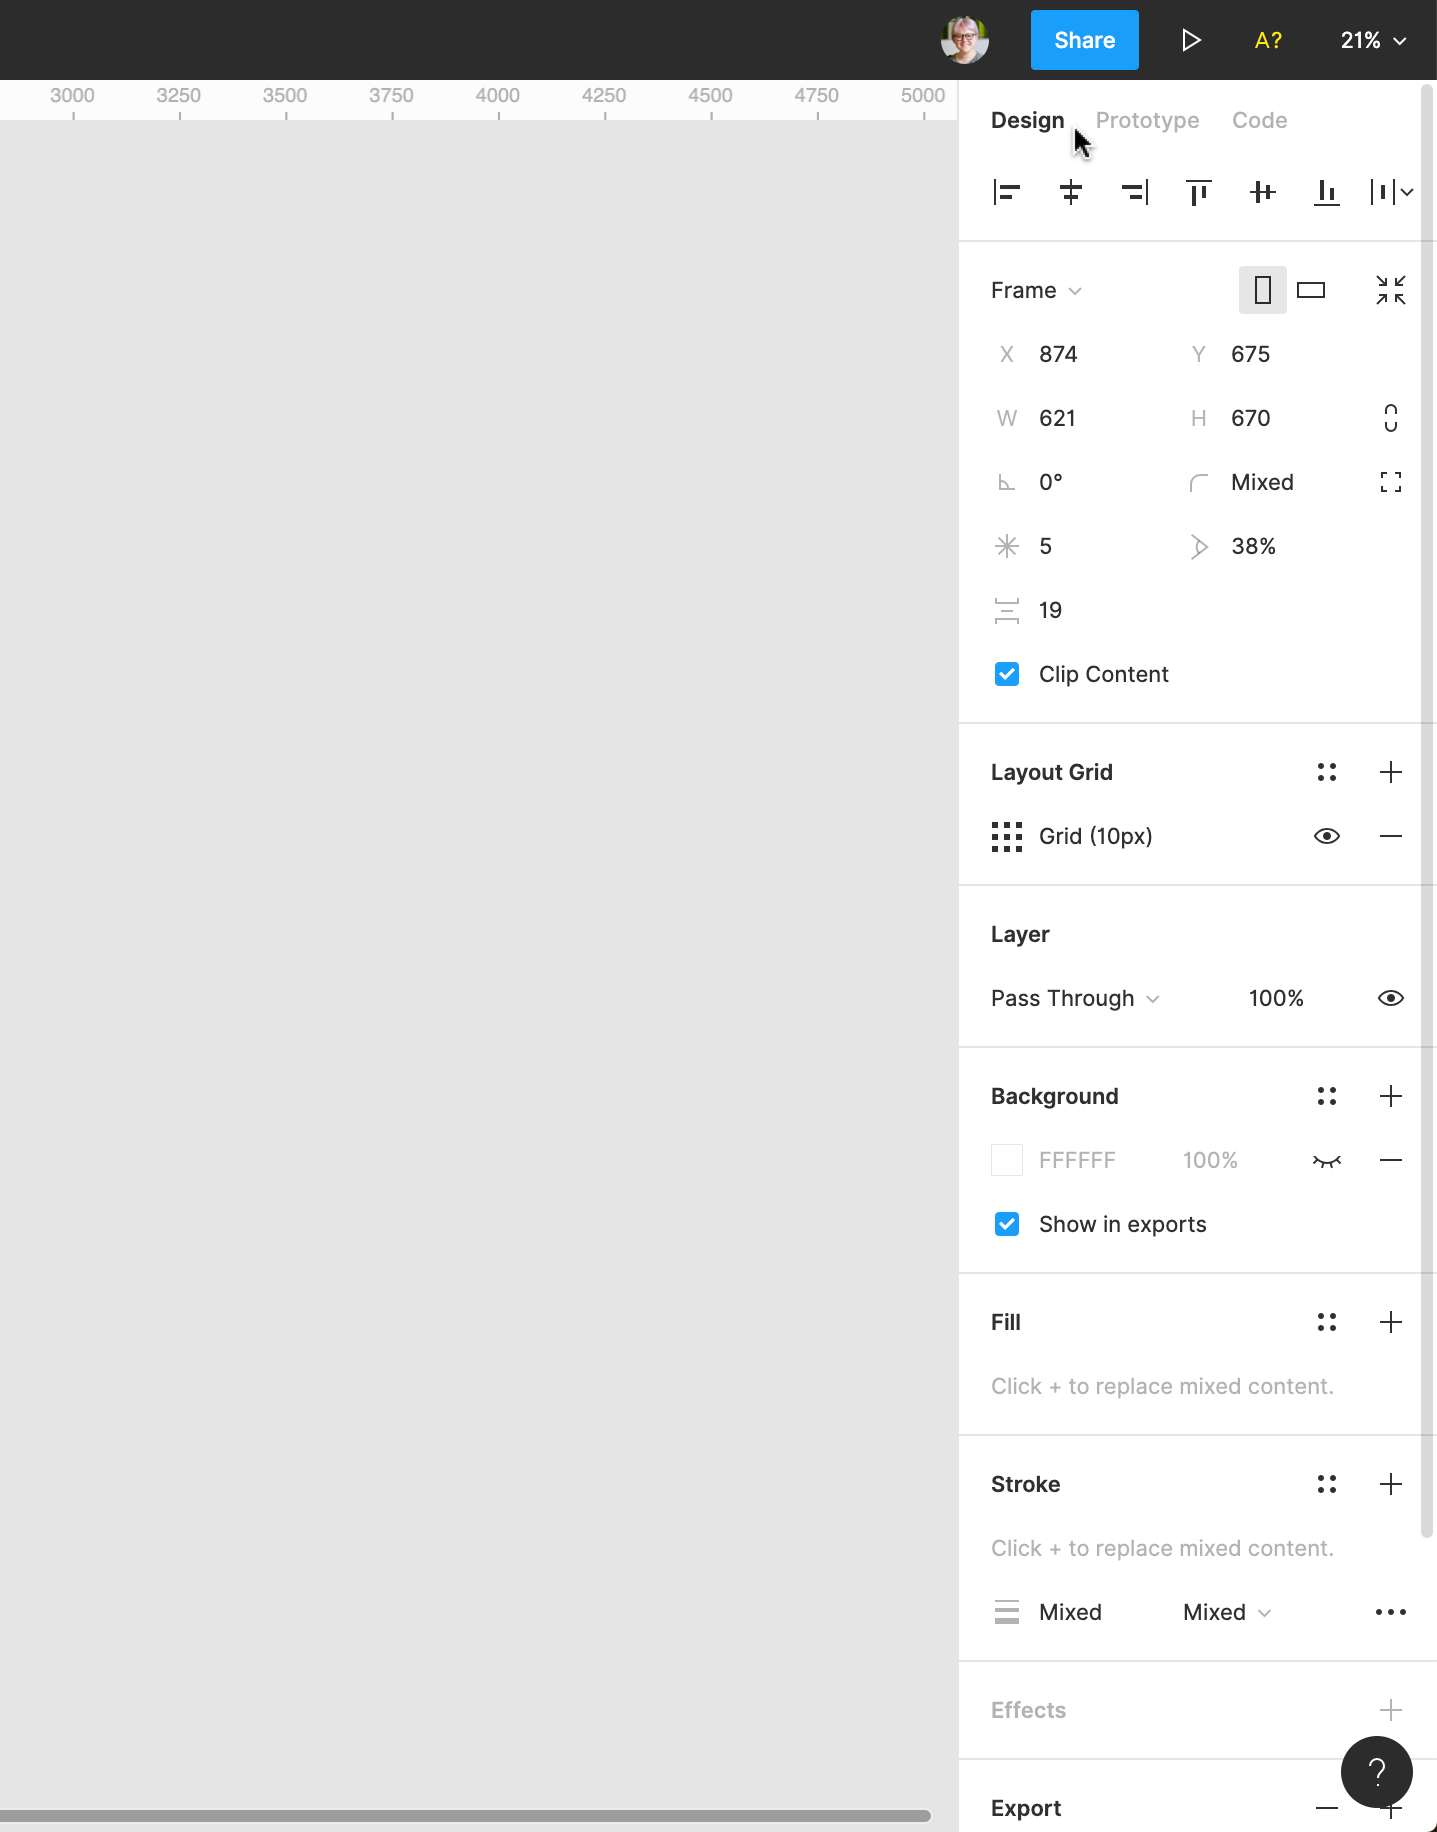 Share A? 21%
3000 3250 3500 3750 4000 4250 4500 4750 5000
Design Prototype Code
Frame
X 874 Y 675
W 621 H 670
0° Mixed
5 38%
19
Clip Content
Layout Grid
Grid (10px)
Layer
Pass Through 100%
Background
FFFFFF 100%
Show in exports
Fill
Click + to replace mixed content.
Stroke
Click + to replace mixed content.
Mixed Mixed
Effects
?
Export